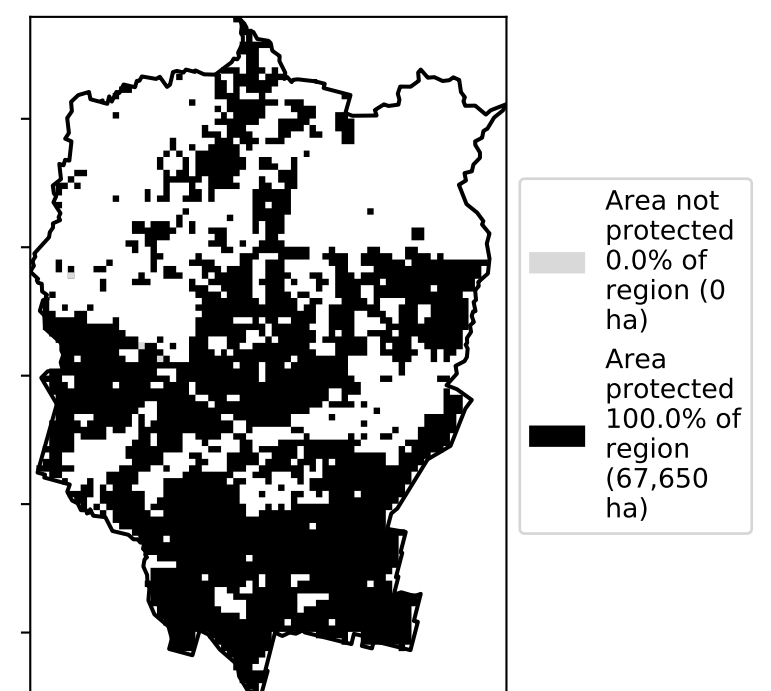 Area not
protected
0.0% of
region (0
ha)
Area
protected
100.0% of
region
(67,650
ha)